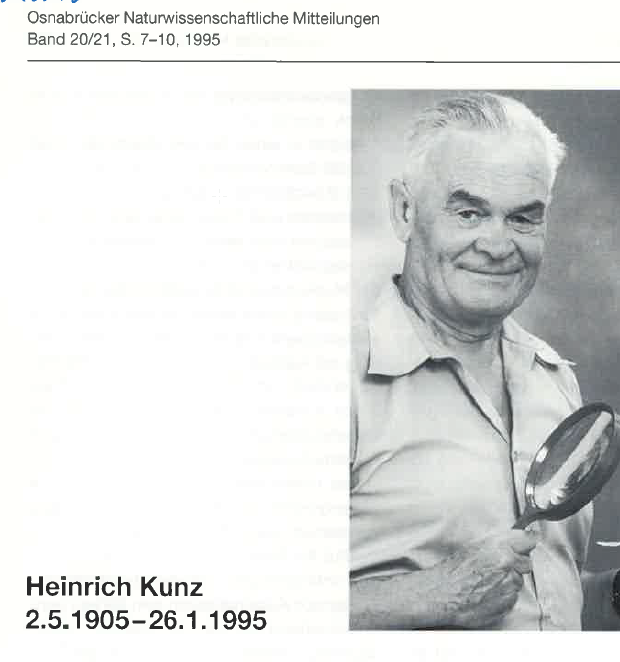 Osnabrücker Naturwissenschaftliche Mitteilungen
Band 20/21, S. 7–10, 1995
Heinrich Kunz
2.5.1905–26.1.1995